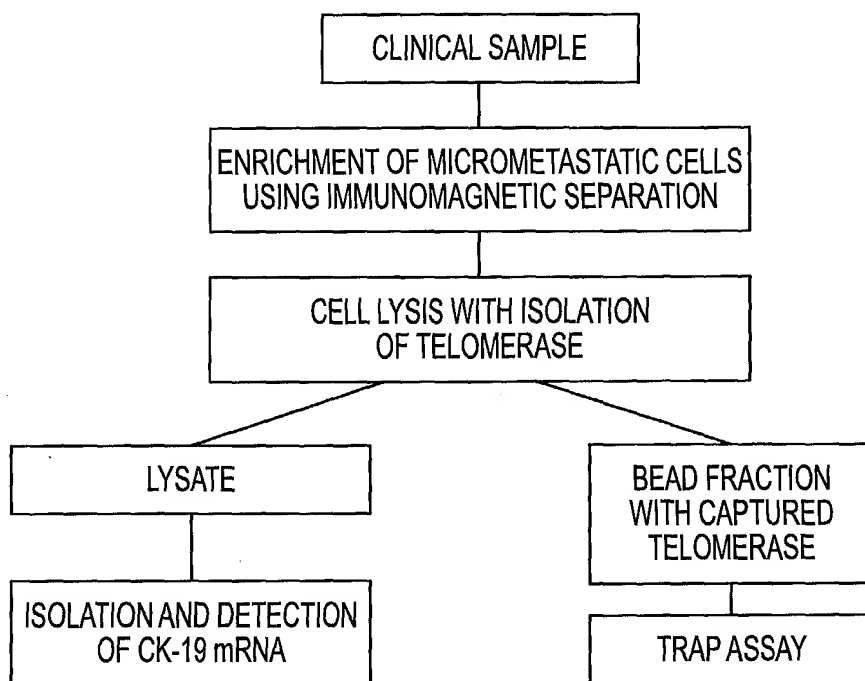 CLINICAL SAMPLE
ENRICHMENT OF MICROMETASTATIC CELLS
USING IMMUNOMAGNETIC SEPARATION
CELL LYSIS WITH ISOLATION
OF TELOMERASE
LYSATE
ISOLATION AND DETECTION
OF CK-19 mRNA
BEAD FRACTION
WITH CAPTURED
TELOMERASE
TRAP ASSAY